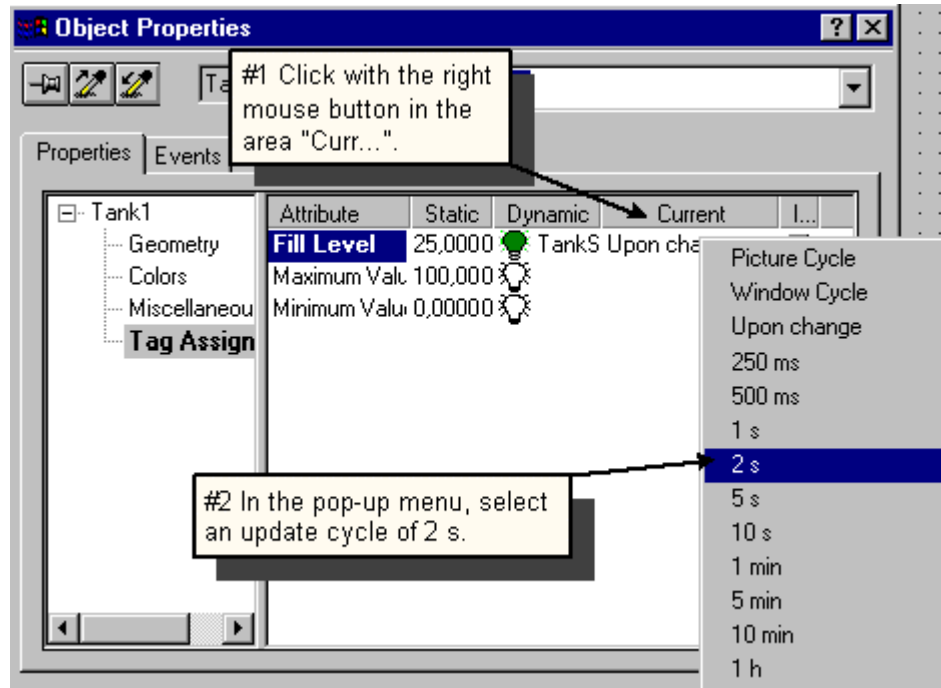 Object Properties
#1 Click with the right
mouse button in the
area "Curr...".
Ta
Properties
Events
Tank1
Geometry
Colors
Miscellaneou
Tag Assign
Attribute Static Dynamic Current I...
Fill Level 25,0000 TankS Upon cha
Maximum Valu 100,000
Minimum Valu 0,00000
Picture Cycle
Window Cycle
Upon change
250 ms
500 ms
1 s
2 s
5 s
10 s
1 min
5 min
10 min
1 h
#2 In the pop-up menu, select
an update cycle of 2 s.